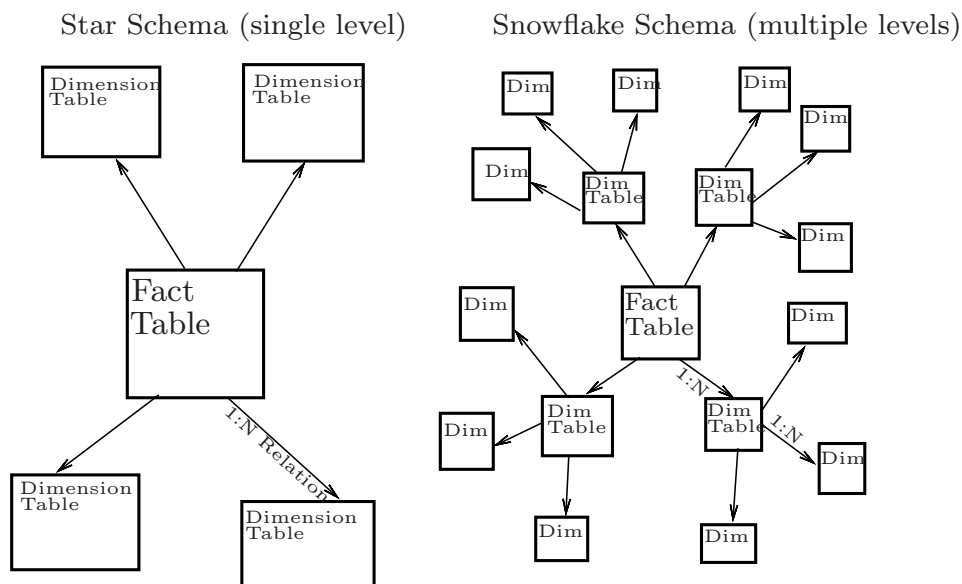 Star Schema (single level)
Dimension
Table
Dimension
Table
Fact
Table
1:N Relation
Dimension
Table
Dimension
Table
Snowflake Schema (multiple levels)
Dim
Dim
Dim
Dim
Dim
Dim
Table
Dim
Table
Dim
Fact
Table
Dim
Dim
1:N
Dim
Table
Dim
Table
1:N
Dim
Dim
Dim
Dim